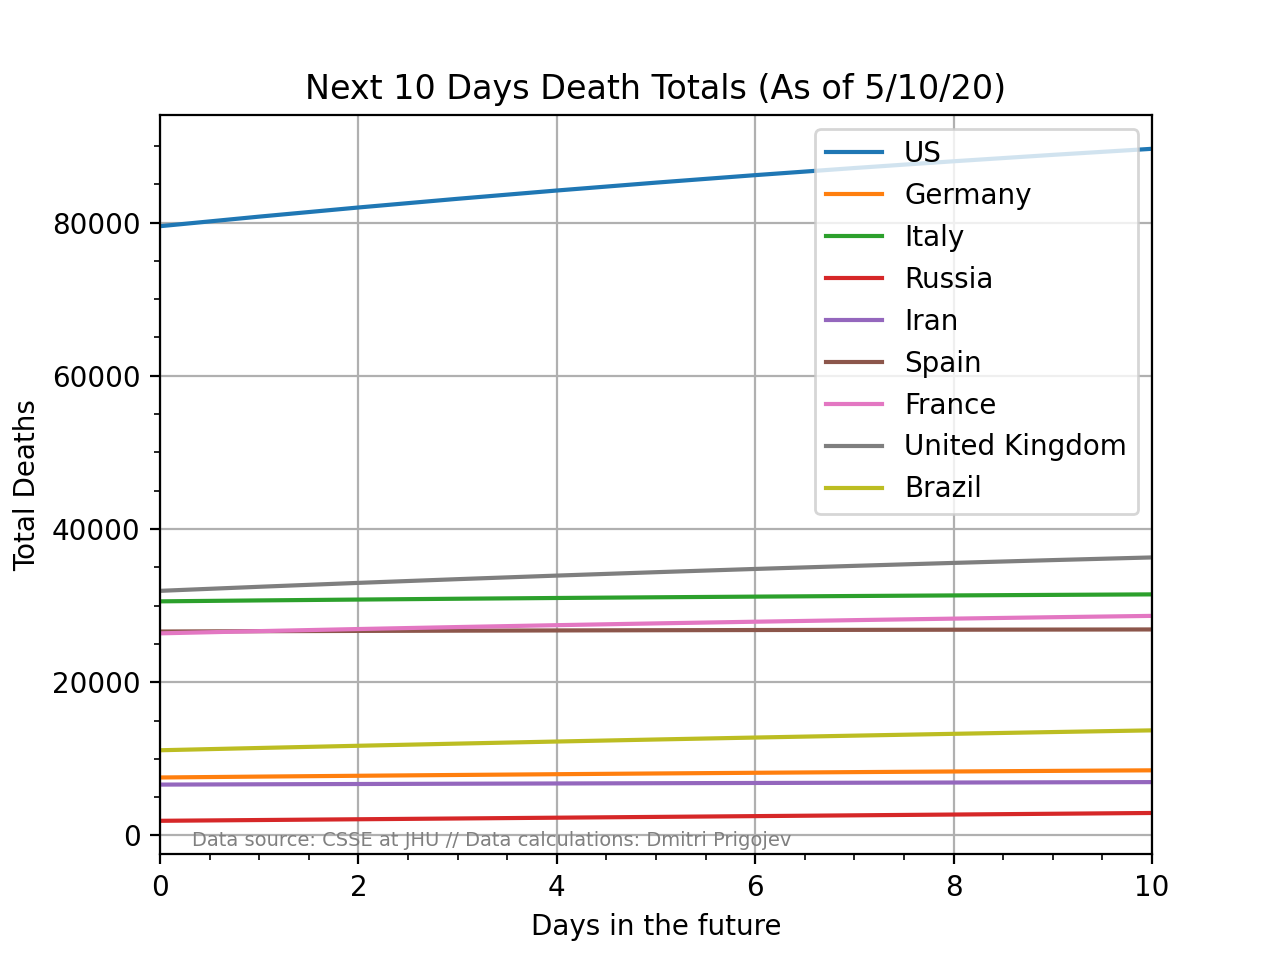 Next 10 Days Death Totals (As of 5/10/20)
US
Germany
Italy
Russia
Iran
Spain
France
United Kingdom
Brazil
Total Deaths
80000
60000
40000
20000
0
Data source: CSSE at JHU // Data calculations: Dmitri Prigojev
0 2 4 6 8 10
Days in the future